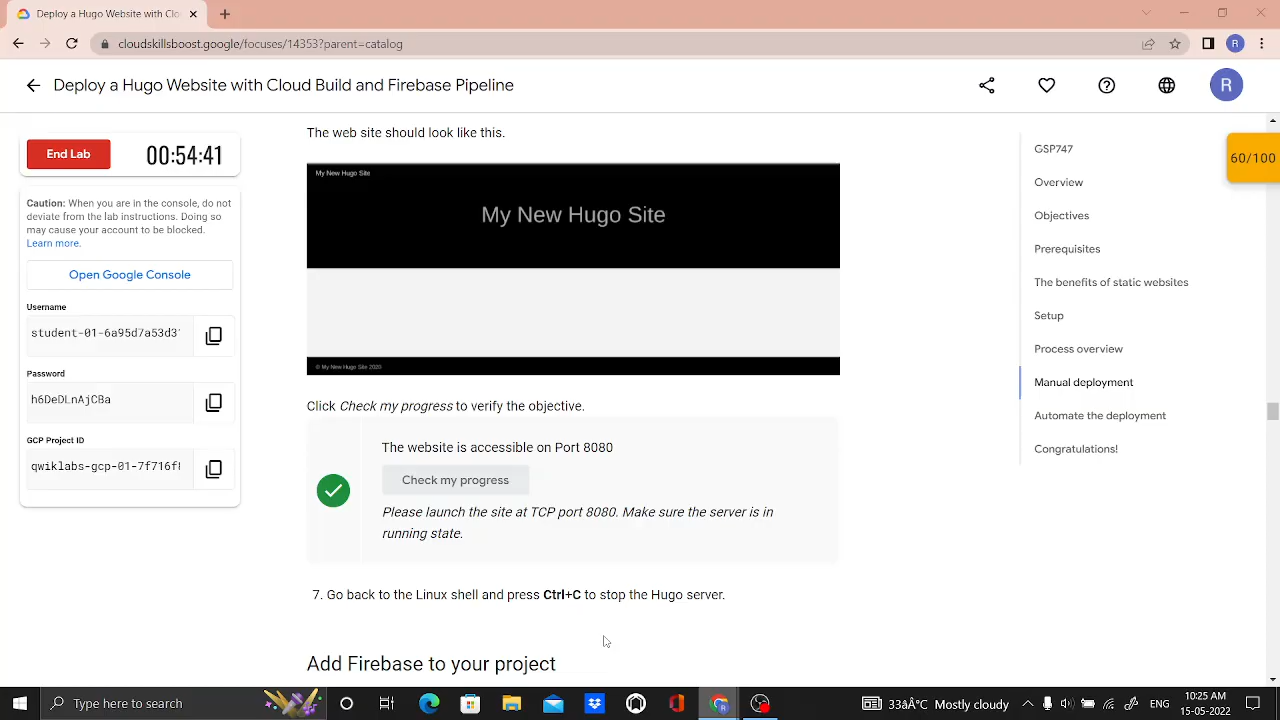 Deploy a Hugo Website with Clo
cloudskillsboost.google/focuses/14353?parent=catalog
R
Deploy a Hugo Website with Cloud Build and Firebase Pipeline
R
End Lab
00:54:41
Caution: When you are in the console, do not
deviate from the lab instructions. Doing so
may cause your account to be blocked.
Learn more.
Open Google Console
Username
student-01-6a95d7a53d3
Password
h6DeDLnAjCBa
GCP Project ID
qwiklabs-gcp-01-7f716f
The web site should look like this.
My New Hugo Site
My New Hugo Site
© My New Hugo Site 2020
Click Check my progress to verify the objective.
The website is accessible on Port 8080
Check my progress
Please launch the site at TCP port 8080. Make sure the server is in
running state.
7. Go back to the Linux shell and press Ctrl+C to stop the Hugo server.
Add Firebase to your project
GSP747
Overview
Objectives
Prerequisites
The benefits of static websites
Setup
Process overview
Manual deployment
Automate the deployment
Congratulations!
60/100
Type here to search
Mostly cloudy
ENG
10:25 AM
15-05-2022